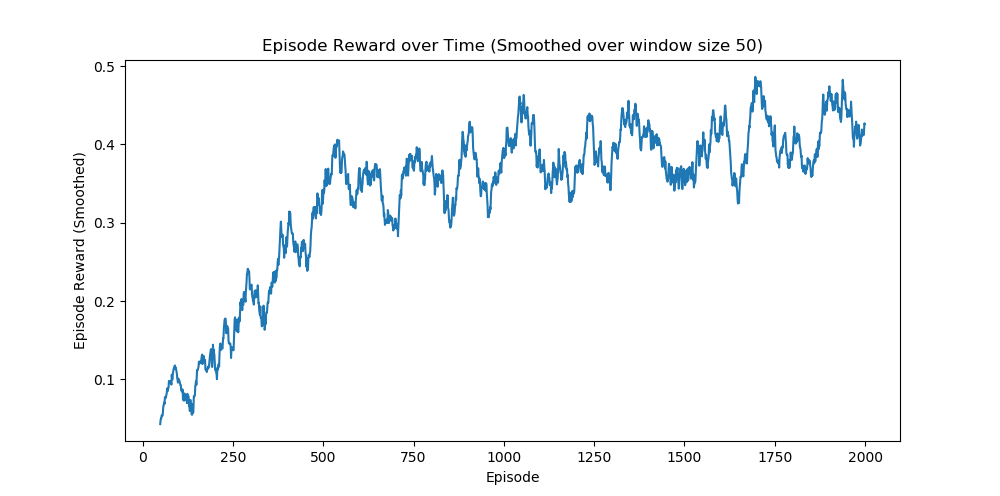 Episode Reward over Time (Smoothed over window size 50)
Episode Reward (Smoothed)
0.5
0.4
0.3
0.2
0.1
0 250 500 750 1000 1250 1500 1750 2000
Episode